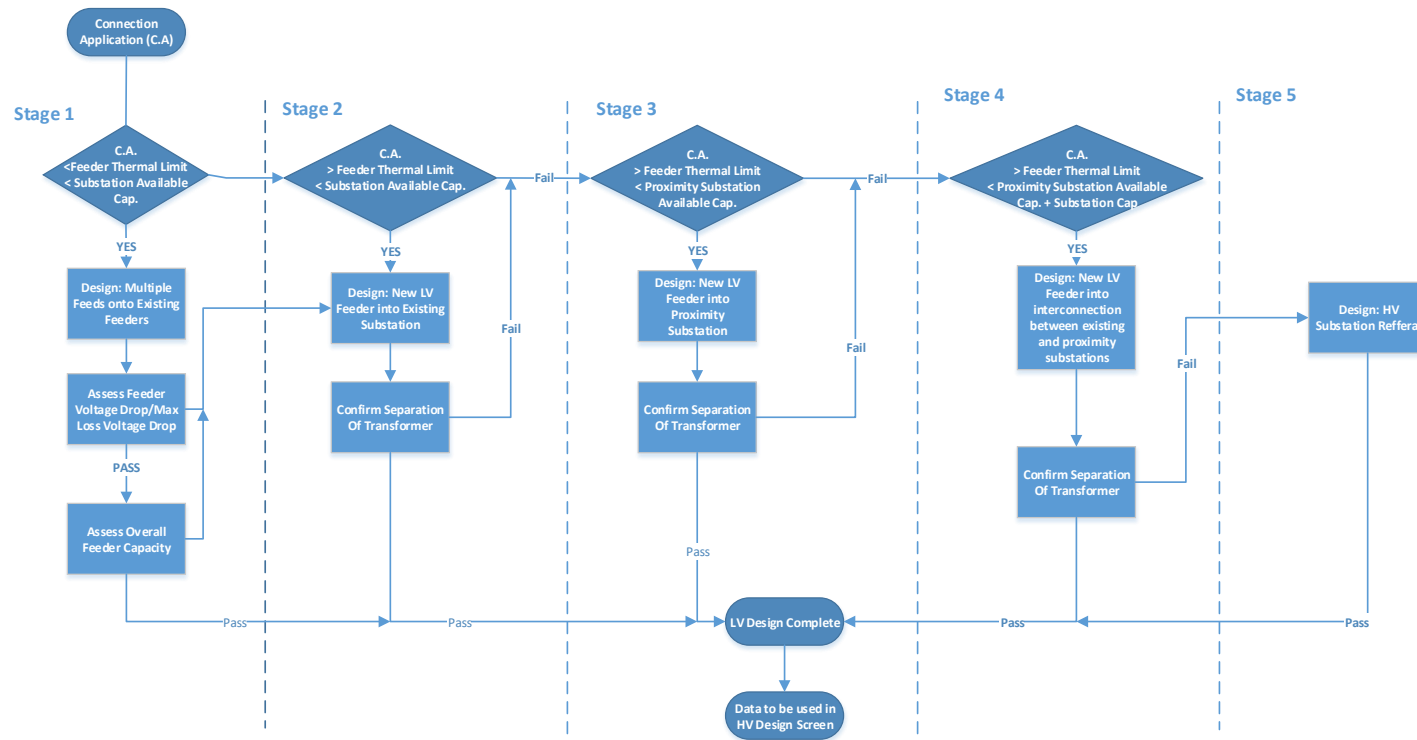 Connection
Application (C.A)
Stage 1
C.A.
<Feeder Thermal Limit
< Substation Available
Cap.
YES
Design: Multiple
Feeds onto Existing
Feeders
Assess Feeder
Voltage Drop/Max
Loss Voltage Drop
PASS
Assess Overall
Feeder Capacity
Pass
Stage 2
C.A.
> Feeder Thermal Limit
< Substation Available Cap.
Fail
YES
Design: New LV
Feeder into Existing
Substation
Fail
Confirm Separation
Of Transformer
Pass
Stage 3
C.A.
> Feeder Thermal Limit
< Proximity Substation
Available Cap.
Fail
YES
Design: New LV
Feeder into
Proximity
Substation
Fail
Confirm Separation
Of Transformer
Pass
LV Design Complete
Data to be used in
HV Design Screen
Stage 4
C.A.
> Feeder Thermal Limit
< Proximity Substation Available
Cap. + Substation Cap
YES
Design: New LV
Feeder into
interconnection
between existing
and proximity
substations
Fail
Confirm Separation
Of Transformer
Pass
Stage 5
Design: HV
Substation Refferal
Pass